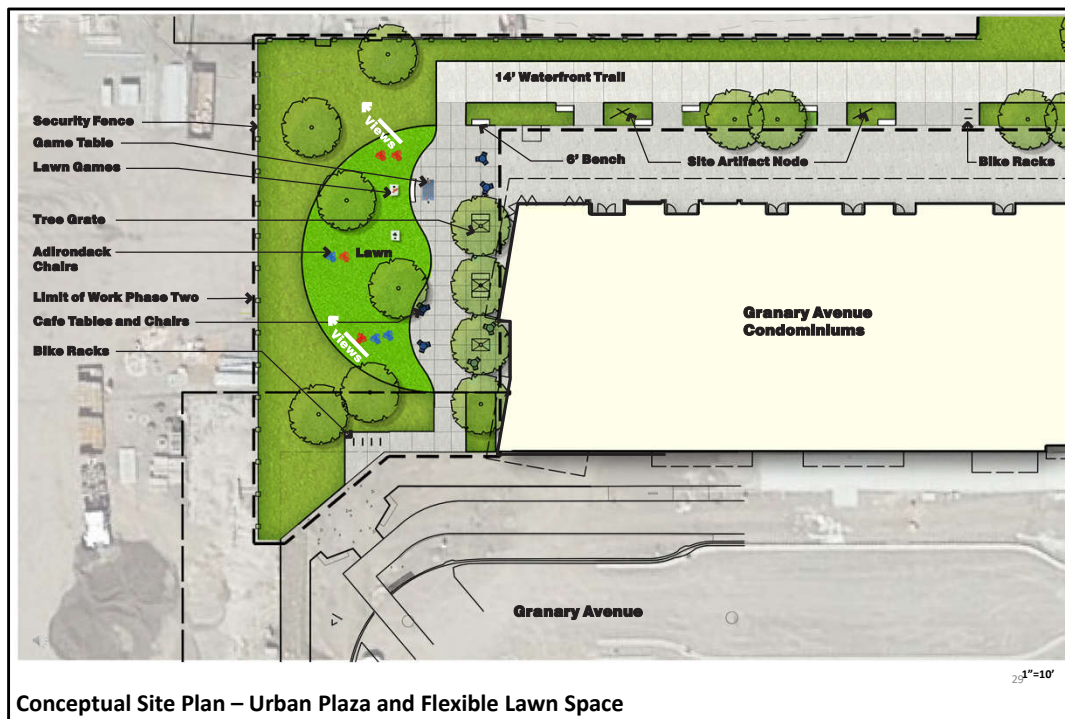 14' Waterfront Trail
Security Fence
Game Table
Lawn Games
Tree Grate
Adirondack
Chairs
Limit of Work Phase Two
Cafe Tables and Chairs
Bike Racks
Views
Lawn
Views
6' Bench
Site Artifact Node
Bike Racks
Granary Avenue
Condominiums
Granary Avenue
29
1"=10'
Conceptual Site Plan – Urban Plaza and Flexible Lawn Space